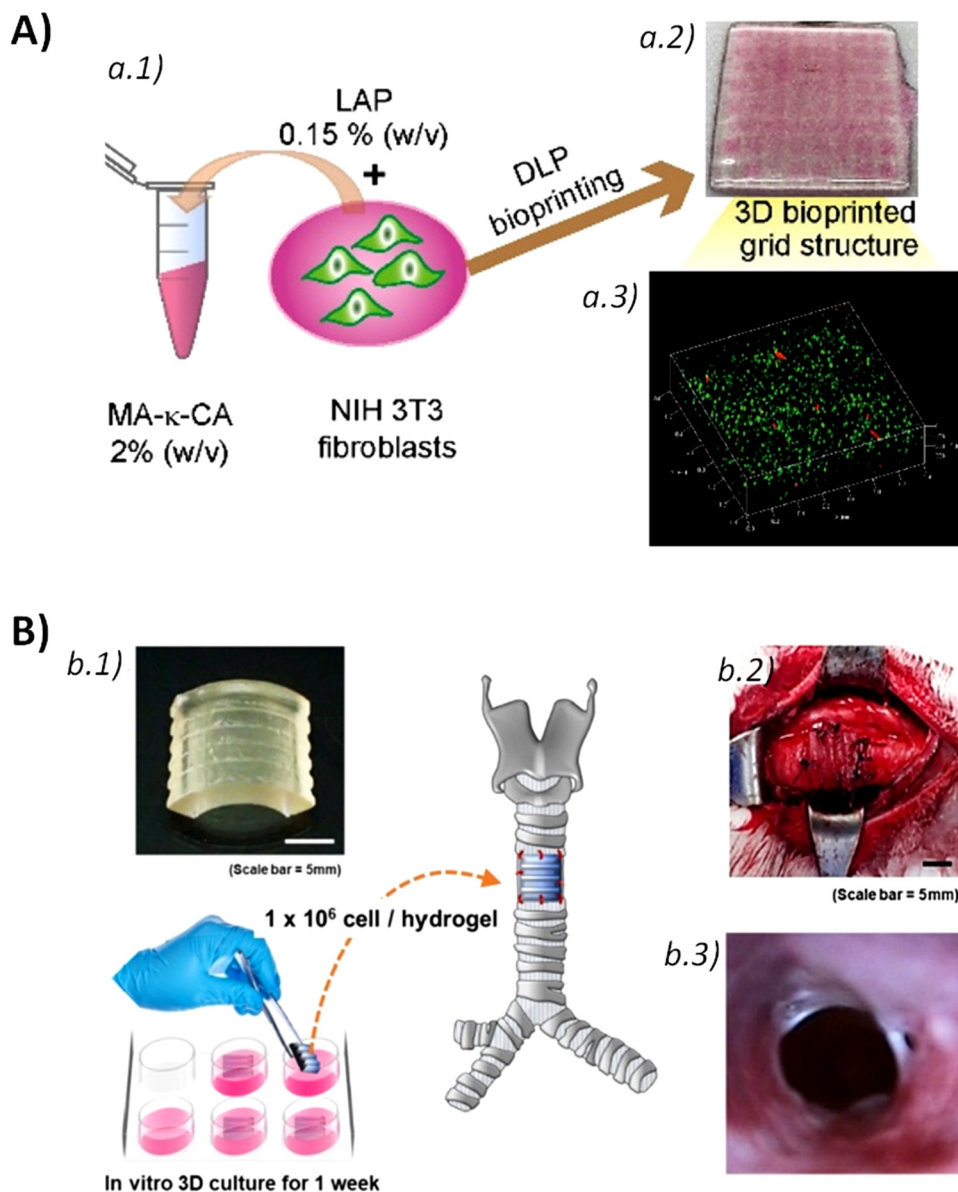 A)
a.1)
LAP
0.15 % (w/v)
+
MA-κ-CA
2% (w/v)
NIH 3T3
fibroblasts
DLP
bioprinting
a.2)
3D bioprinted
grid structure
a.3)
B)
b.1)
(Scale bar = 5mm)
1 x 10⁶ cell / hydrogel
In vitro 3D culture for 1 week
b.2)
(Scale bar = 5mm)
b.3)